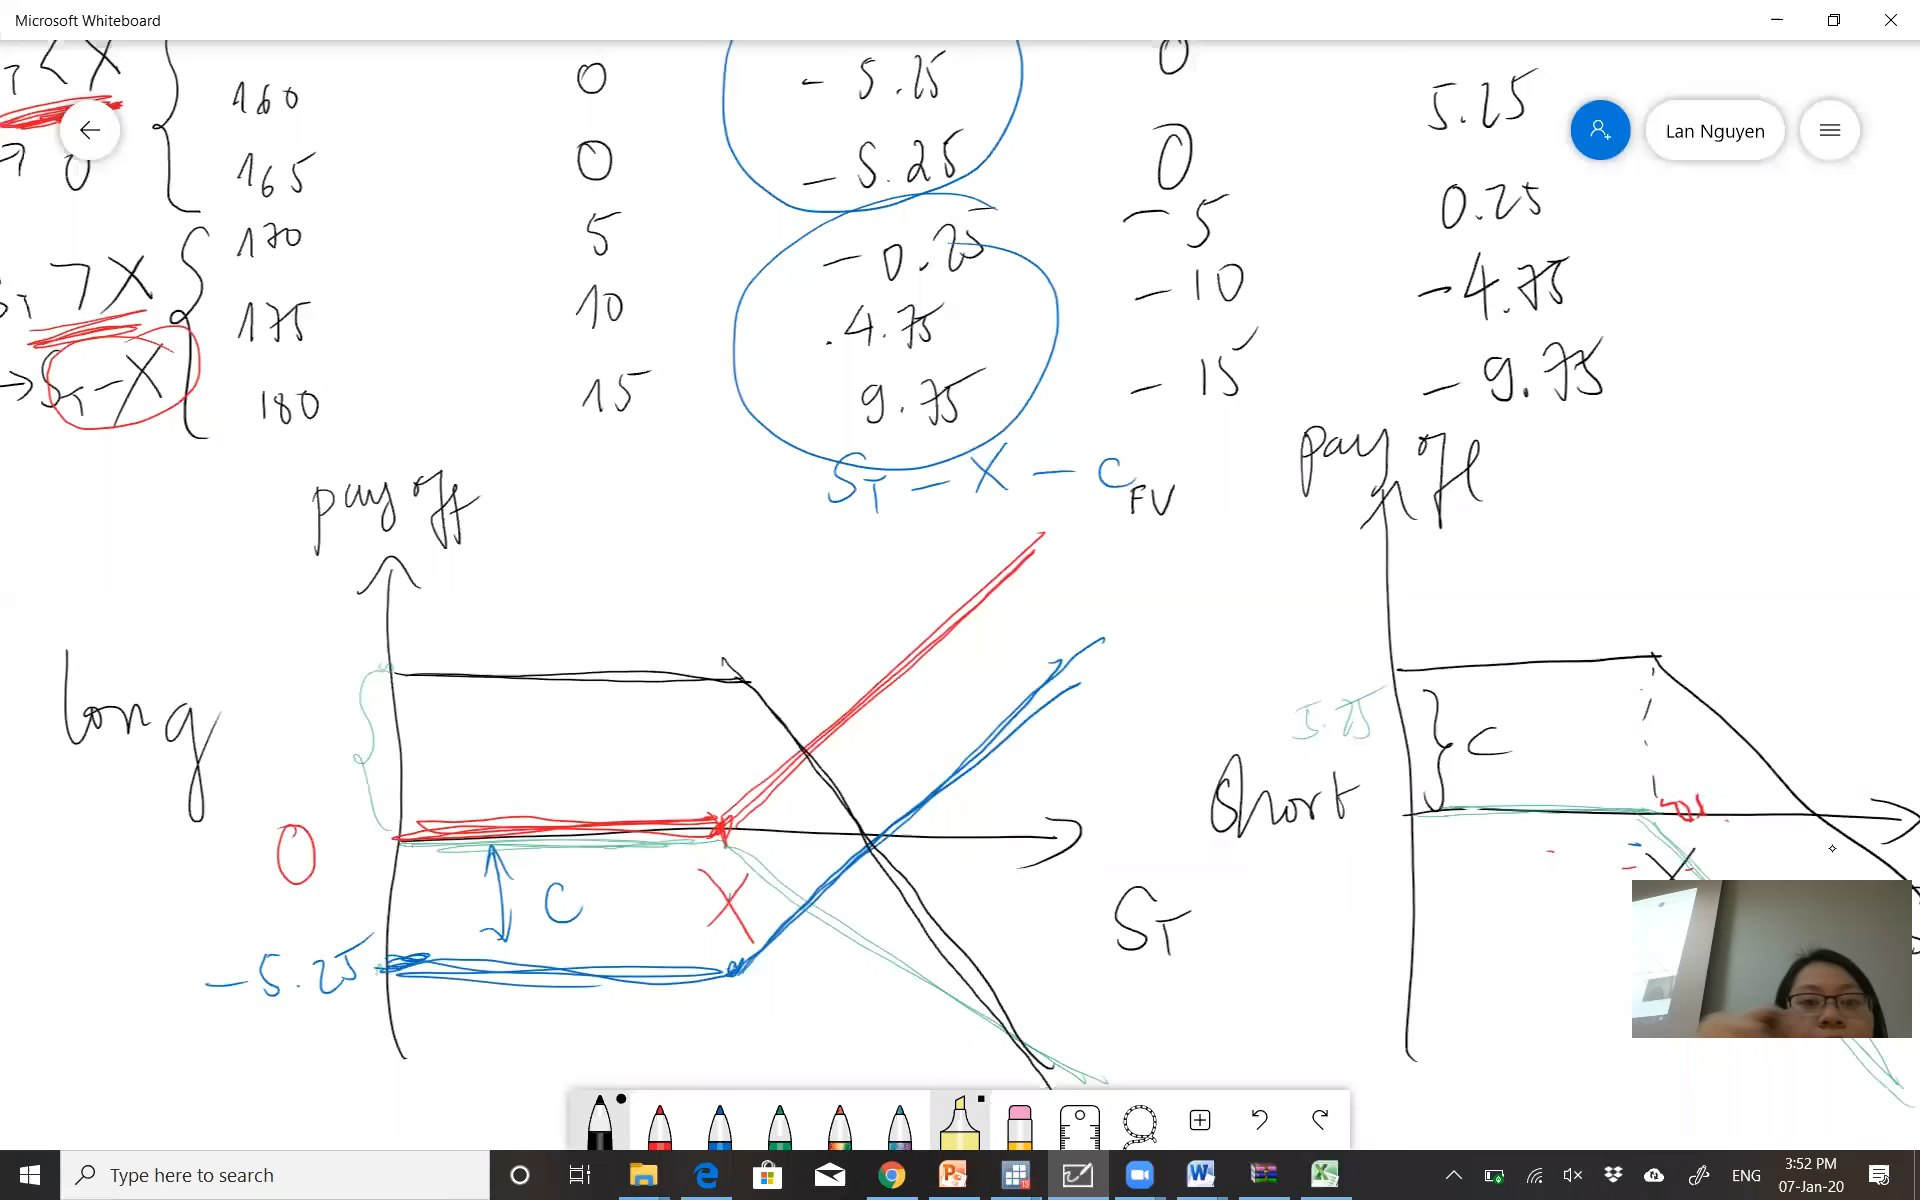 Microsoft Whiteboard
< X
160 0 - 5.25 0 5.25
0 165 0 - 5.25 0
170 5 - 0.25 - 5 0.25
> X 175 10 4.75 - 10 - 4.75
→ ST - X 180 15 9.75 - 15 - 9.75
Lan Nguyen
ST - X - CFV
pay off
pay off
long
5.25
C
short
0
C
X
X
ST
- 5.25
Type here to search
ENG
3:52 PM
07-Jan-20